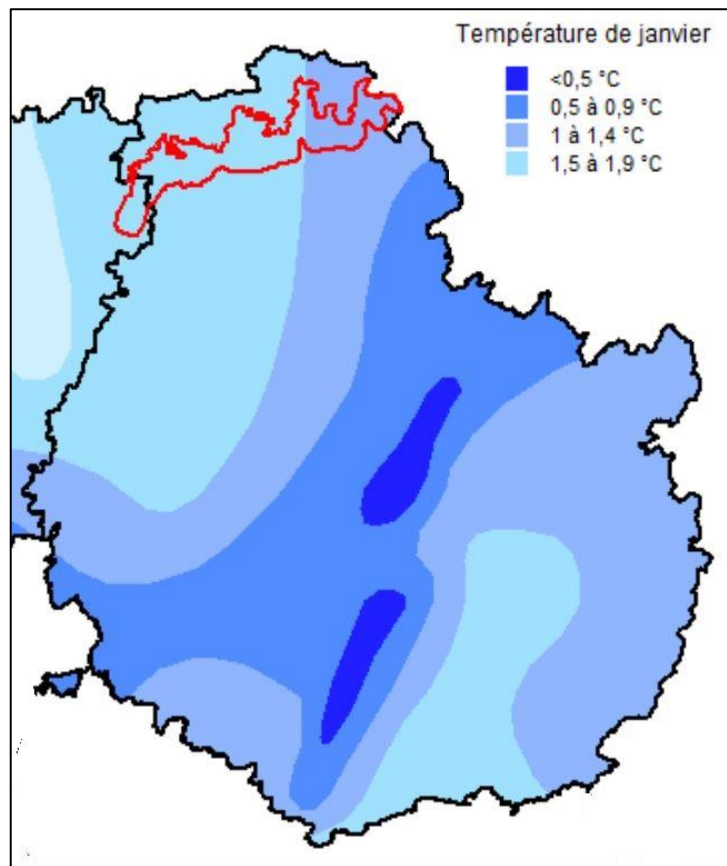 Température de janvier
<0,5 °C
0,5 à 0,9 °C
1 à 1,4 °C
1,5 à 1,9 °C